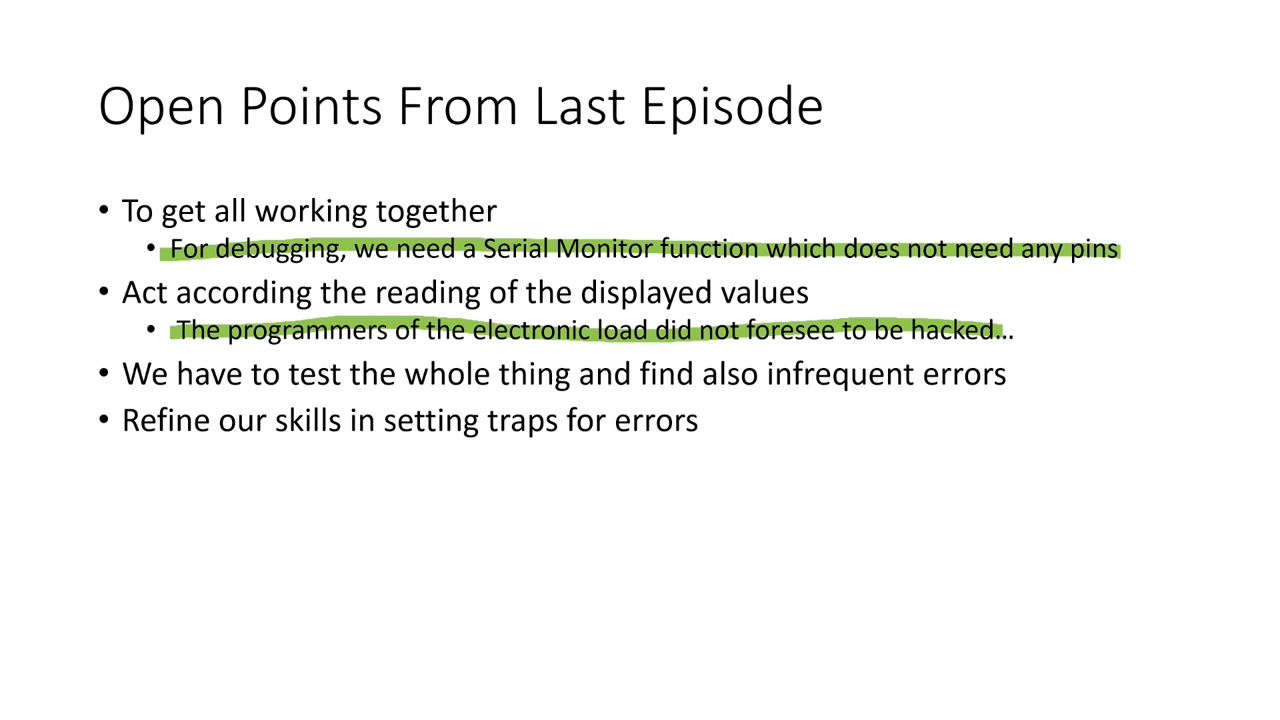 Open Points From Last Episode
• To get all working together
• For debugging, we need a Serial Monitor function which does not need any pins
• Act according the reading of the displayed values
• The programmers of the electronic load did not foresee to be hacked…
• We have to test the whole thing and find also infrequent errors
• Refine our skills in setting traps for errors